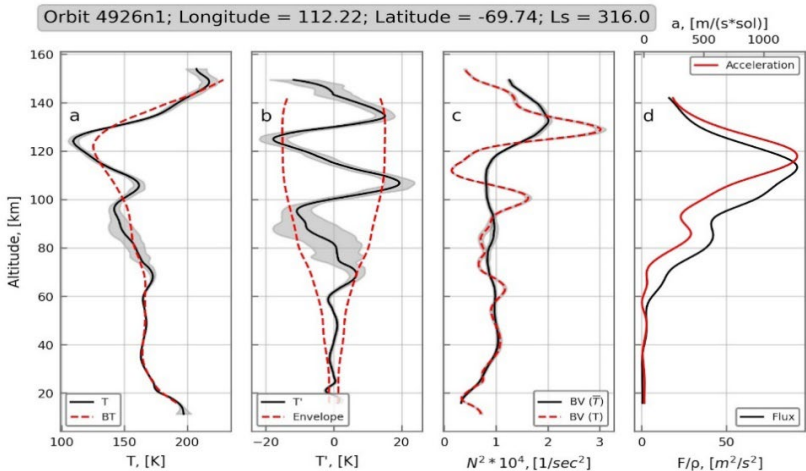 Orbit 4926n1; Longitude = 112.22; Latitude = -69.74; Ls = 316.0
a, [m/(s*sol)]
0 500 1000
160
140
120
100
80
60
40
20
Altitude, [km]
a
T
BT
100 150 200
T, [K]
b
T'
Envelope
−20 0 20
T', [K]
c
BV (T̅)
BV (T)
0 1 2 3
N² * 10⁴, [1/sec²]
Acceleration
d
Flux
0 50
F/ρ, [m²/s²]